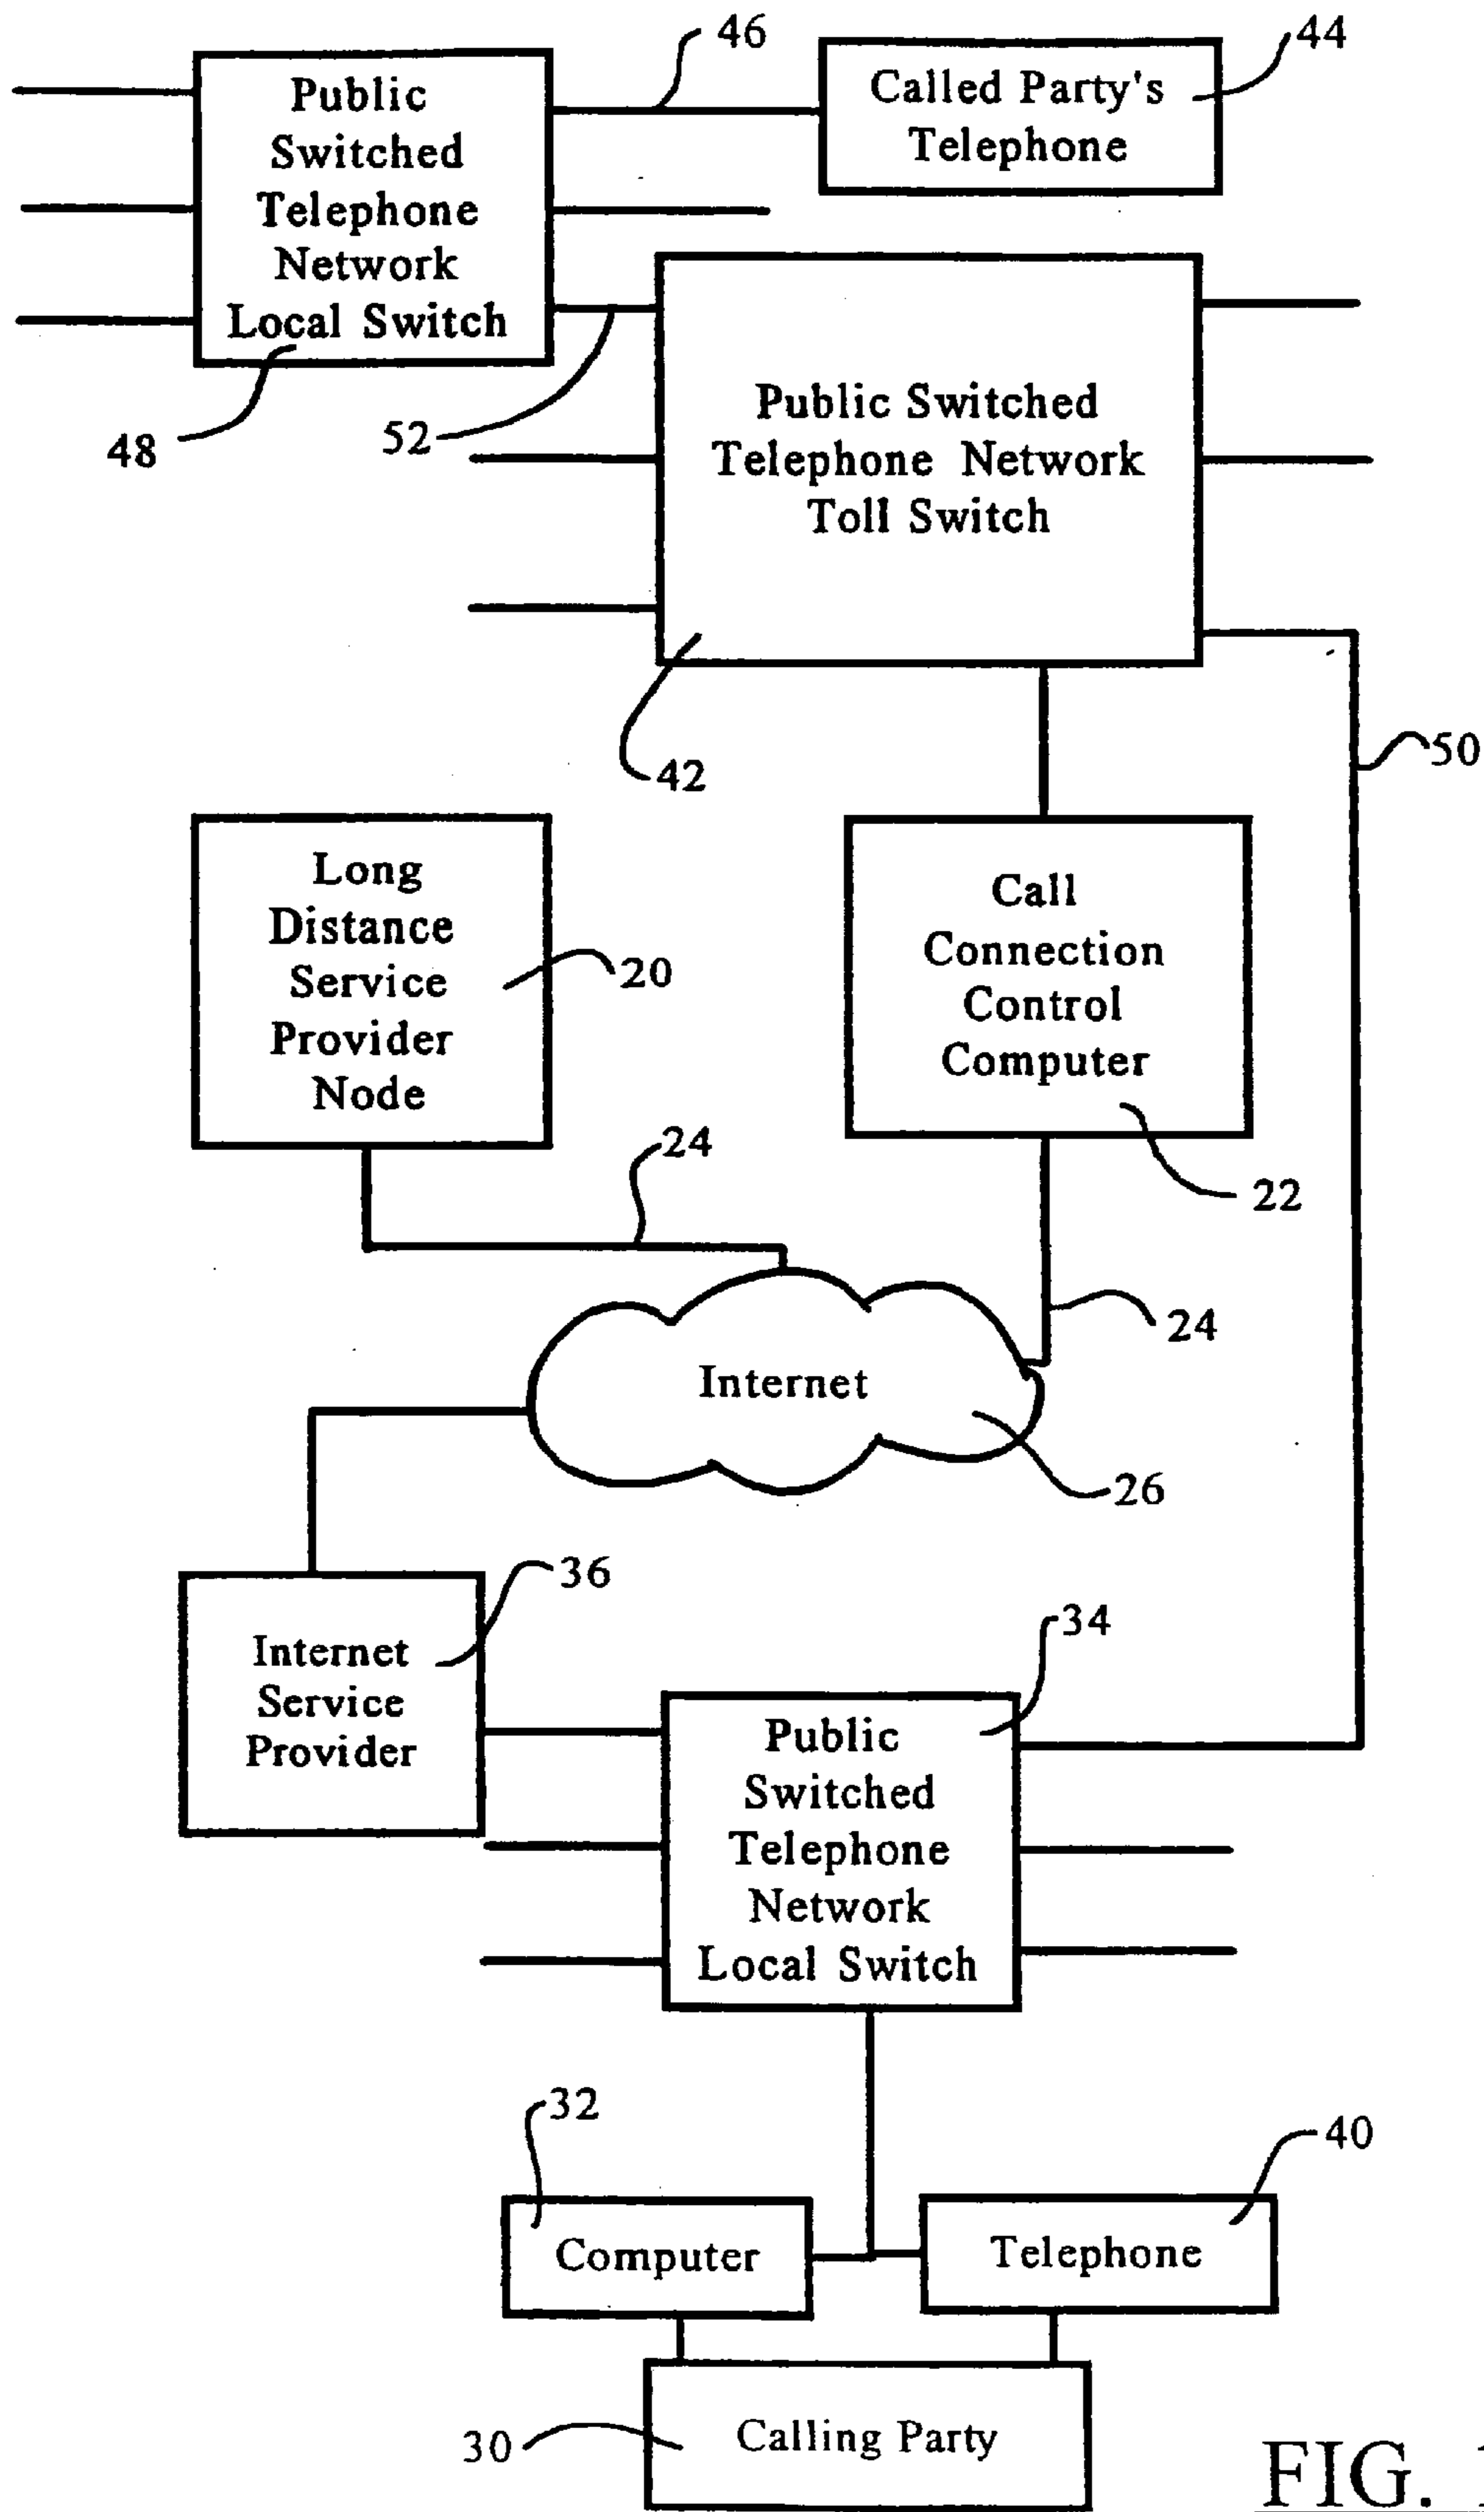 46
44
Called Party's
Telephone
Public
Switched
Telephone
Network
Local Switch
48
52
Public Switched
Telephone Network
Toll Switch
42
50
Long
Distance
Service
Provider
Node
20
Call
Connection
Control
Computer
22
24
24
Internet
26
36
Internet
Service
Provider
34
Public
Switched
Telephone
Network
Local Switch
32
40
Computer
Telephone
30
Calling Party
FIG. 1